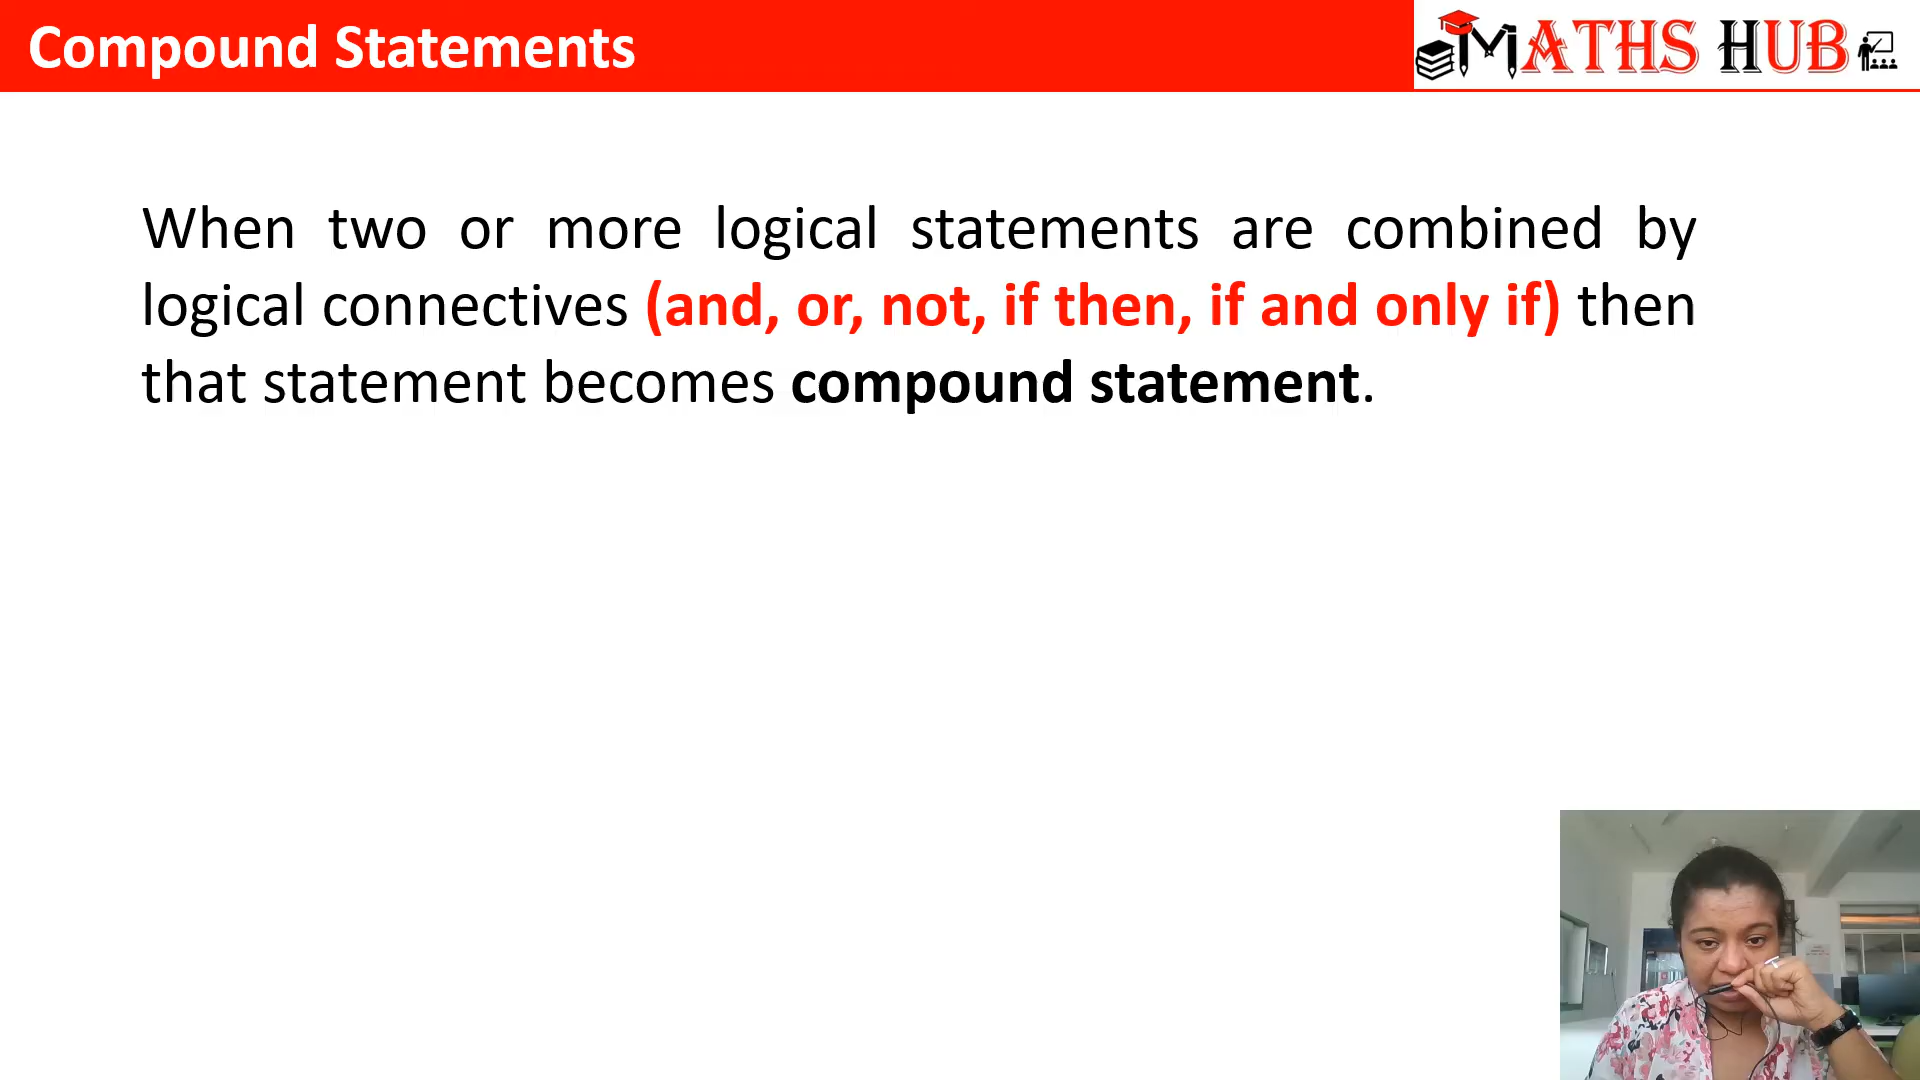 Compound Statements
MATHS HUB
When two or more logical statements are combined by
logical connectives (and, or, not, if then, if and only if) then
that statement becomes compound statement.